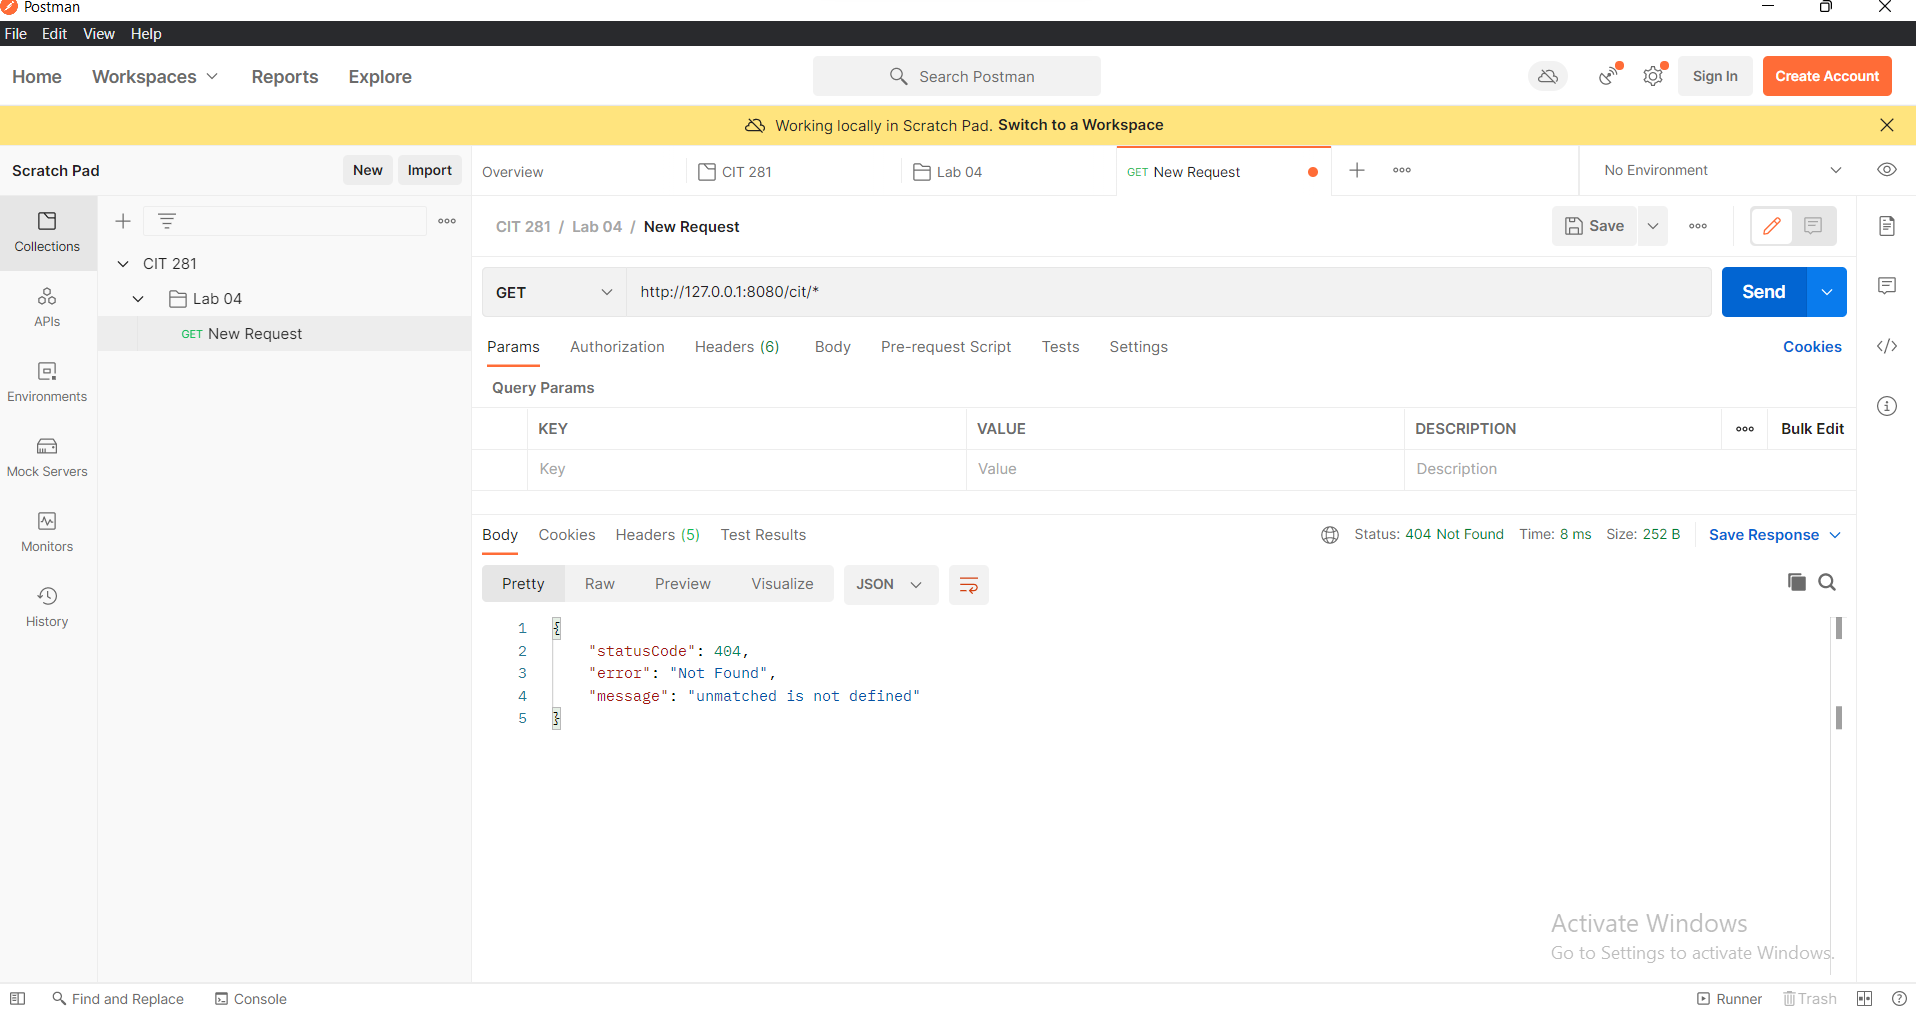 Postman
File Edit View Help
Home Workspaces Reports Explore Search Postman Sign In Create Account
Working locally in Scratch Pad. Switch to a Workspace
Scratch Pad New Import Overview CIT 281 Lab 04 GET New Request No Environment
Collections
APIs
Environments
Mock Servers
Monitors
History
CIT 281
Lab 04
GET New Request
CIT 281 / Lab 04 / New Request Save
GET http://127.0.0.1:8080/cit/* Send
Params Authorization Headers (6) Body Pre-request Script Tests Settings Cookies
Query Params
KEY VALUE DESCRIPTION Bulk Edit
Key Value Description
Body Cookies Headers (5) Test Results Status: 404 Not Found Time: 8 ms Size: 252 B Save Response
Pretty Raw Preview Visualize JSON
1 {
2 "statusCode": 404,
3 "error": "Not Found",
4 "message": "unmatched is not defined"
5 }
Activate Windows
Go to Settings to activate Windows.
Find and Replace Console Runner Trash